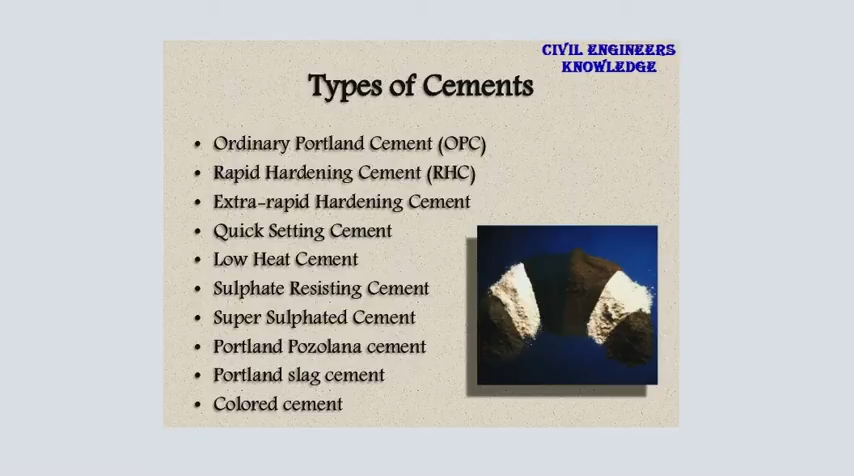 CIVIL ENGINEERS
KNOWLEDGE
Types of Cements
• Ordinary Portland Cement (OPC)
• Rapid Hardening Cement (RHC)
• Extra-rapid Hardening Cement
• Quick Setting Cement
• Low Heat Cement
• Sulphate Resisting Cement
• Super Sulphated Cement
• Portland Pozolana cement
• Portland slag cement
• Colored cement